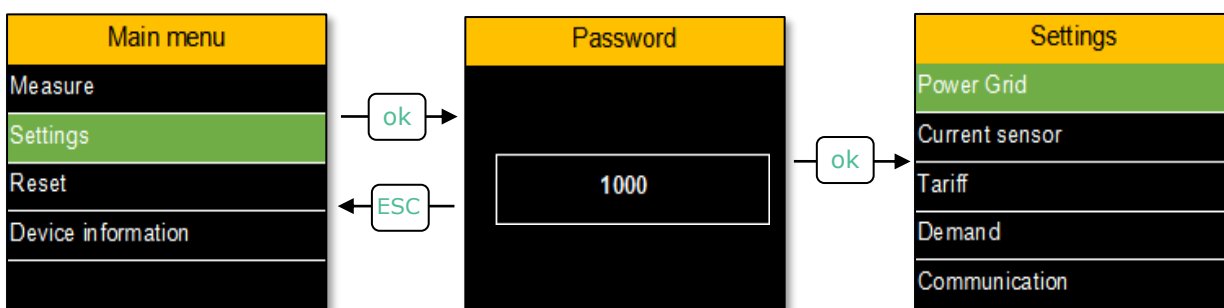 Main menu
Measure
Settings
Reset
Device information
ok
ESC
Password
1000
ok
Settings
Power Grid
Current sensor
Tariff
Demand
Communication